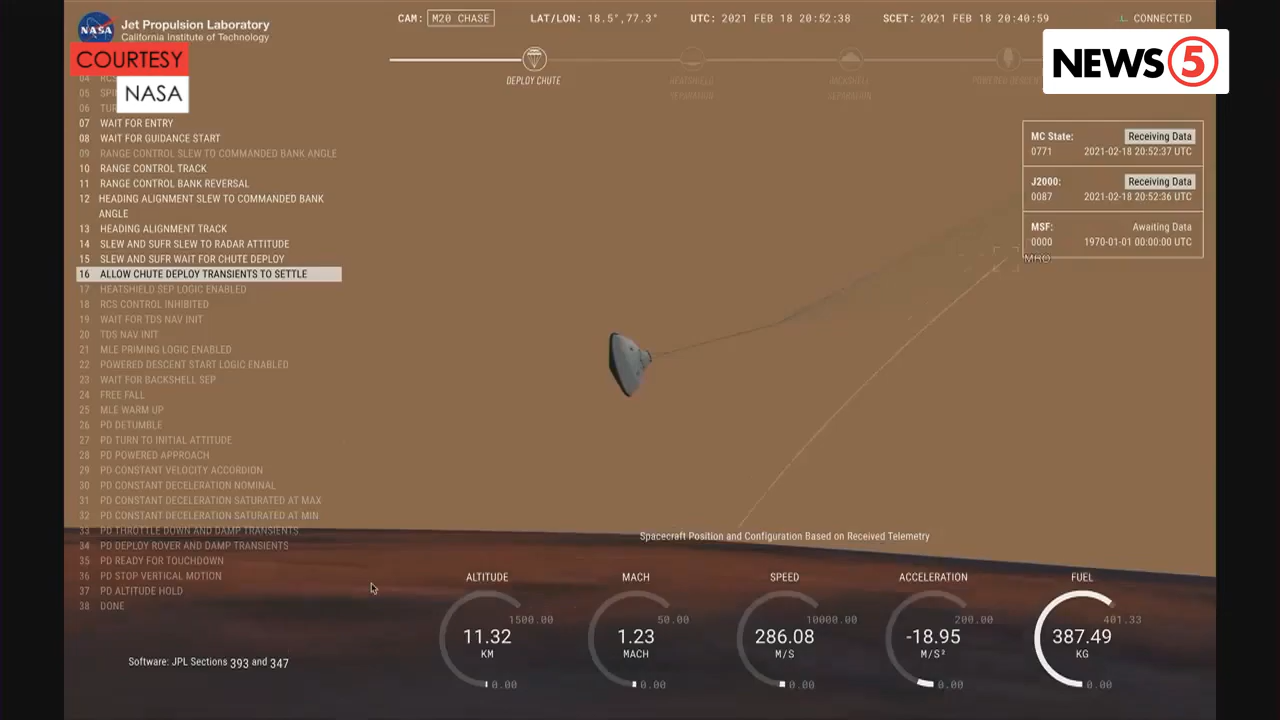 NASA
Jet Propulsion Laboratory
California Institute of Technology
COURTESY
NASA
CAM: M20 CHASE
LAT/LON: 18.5°,77.3°
UTC: 2021 FEB 18 20:52:38
SCET: 2021 FEB 18 20:40:59
CONNECTED
NEWS 5
DEPLOY CHUTE
HEATSHIELD
SEPARATION
BACKSHELL
SEPARATION
POWERED
MC State: Receiving Data
0771 2021-02-18 20:52:37 UTC
J2000: Receiving Data
0087 2021-02-18 20:52:36 UTC
MSF: Awaiting Data
0000 1970-01-01 00:00:00 UTC
MRO
04
05
06
07 WAIT FOR ENTRY
08 WAIT FOR GUIDANCE START
09 RANGE CONTROL SLEW TO COMMANDED BANK ANGLE
10 RANGE CONTROL TRACK
11 RANGE CONTROL BANK REVERSAL
12 HEADING ALIGNMENT SLEW TO COMMANDED BANK
ANGLE
13 HEADING ALIGNMENT TRACK
14 SLEW AND SUFR SLEW TO RADAR ATTITUDE
15 SLEW AND SUFR WAIT FOR CHUTE DEPLOY
16 ALLOW CHUTE DEPLOY TRANSIENTS TO SETTLE
17 HEATSHIELD SEP LOGIC ENABLED
18 RCS CONTROL INHIBITED
19 WAIT FOR TDS NAV INIT
20 TDS NAV INIT
21 MLE PRIMING LOGIC ENABLED
22 POWERED DESCENT START LOGIC ENABLED
23 WAIT FOR BACKSHELL SEP
24 FREE FALL
25 MLE WARM UP
26 PD DETUMBLE
27 PD TURN TO INITIAL ATTITUDE
28 PD POWERED APPROACH
29 PD CONSTANT VELOCITY ACCORDION
30 PD CONSTANT DECELERATION NOMINAL
31 PD CONSTANT DECELERATION SATURATED AT MAX
32 PD CONSTANT DECELERATION SATURATED AT MIN
33 PD THROTTLE DOWN AND DAMP TRANSIENTS
34 PD DEPLOY ROVER AND DAMP TRANSIENTS
35 PD READY FOR TOUCHDOWN
36 PD STOP VERTICAL MOTION
37 PD ALTITUDE HOLD
38 DONE
Software: JPL Sections 393 and 347
Spacecraft Position and Configuration Based on Received Telemetry
ALTITUDE
1500.00
11.32
KM
0.00
MACH
50.00
1.23
MACH
0.00
SPEED
10000.00
286.08
M/S
0.00
ACCELERATION
200.00
-18.95
M/S²
0.00
FUEL
401.33
387.49
KG
0.00